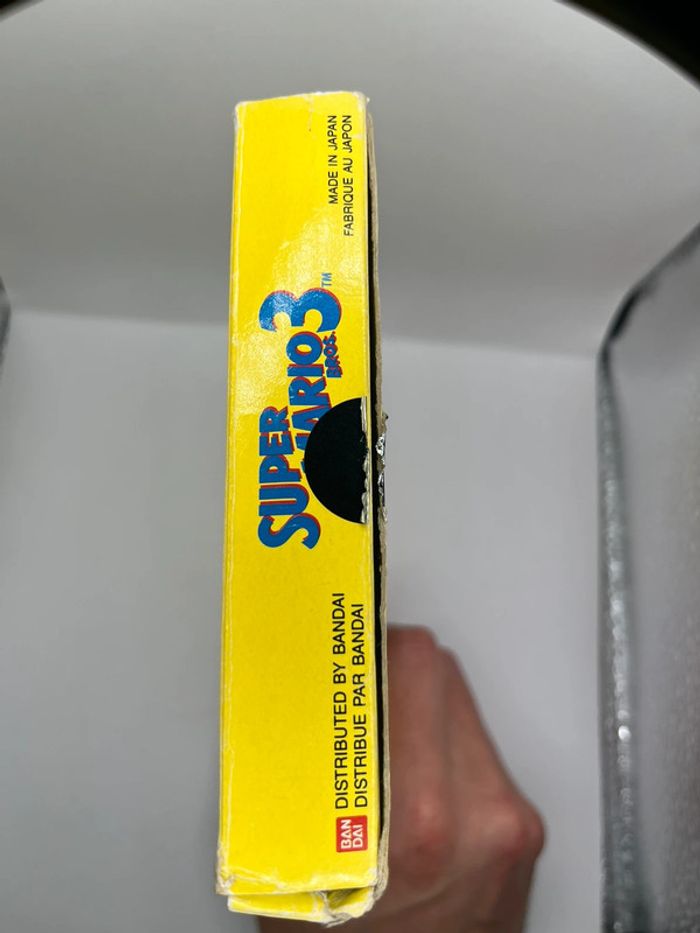 BAN
DAI
DISTRIBUTED BY BANDAI
DISTRIBUE PAR BANDAI
SUPER
MARIO 3™
BROS.
MADE IN JAPAN
FABRIQUE AU JAPON